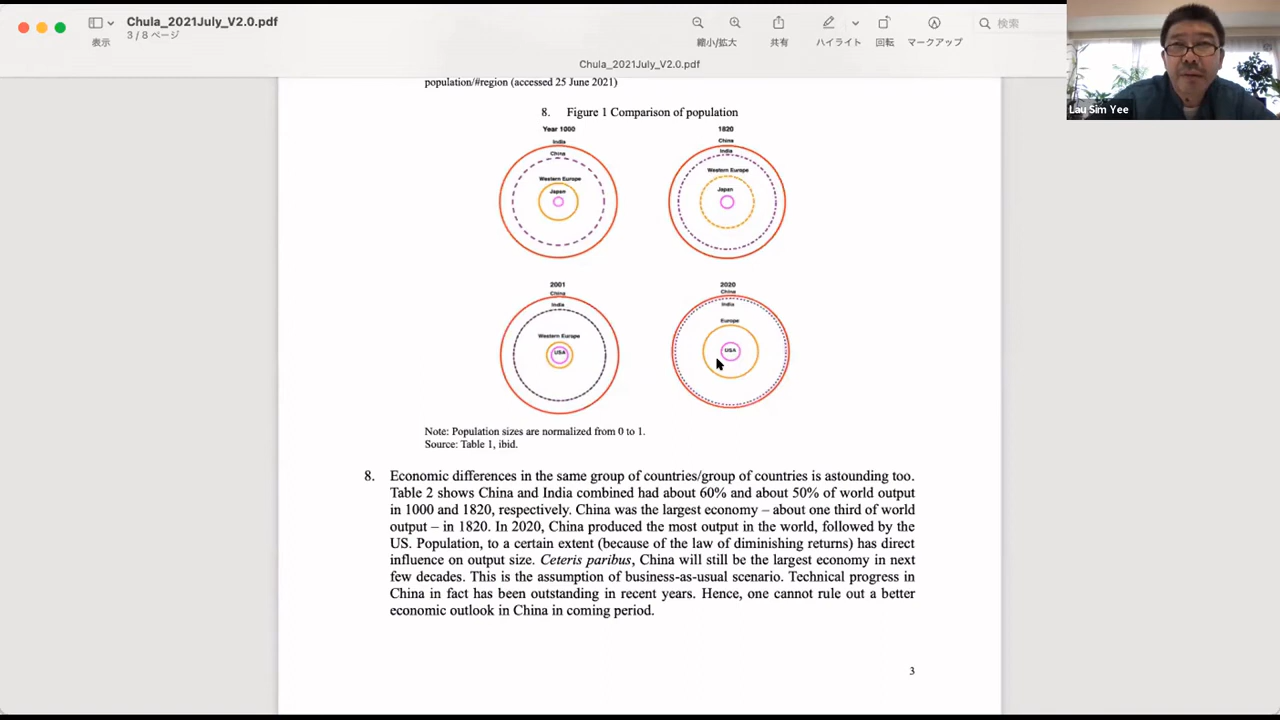 Chula_2021July_V2.0.pdf
3 / 8 ページ
表示
縮小/拡大
共有
ハイライト
回転
マークアップ
検索
Chula_2021July_V2.0.pdf
Lau Sim Yee
population/#region (accessed 25 June 2021)
8. Figure 1 Comparison of population
Year 1000
India
China
Western Europe
Japan
1820
China
India
Western Europe
Japan
2001
China
India
Western Europe
USA
2020
China
India
Europe
USA
Note: Population sizes are normalized from 0 to 1.
Source: Table 1, ibid.
8. Economic differences in the same group of countries/group of countries is astounding too.
Table 2 shows China and India combined had about 60% and about 50% of world output
in 1000 and 1820, respectively. China was the largest economy – about one third of world
output – in 1820. In 2020, China produced the most output in the world, followed by the
US. Population, to a certain extent (because of the law of diminishing returns) has direct
influence on output size. Ceteris paribus, China will still be the largest economy in next
few decades. This is the assumption of business-as-usual scenario. Technical progress in
China in fact has been outstanding in recent years. Hence, one cannot rule out a better
economic outlook in China in coming period.
3